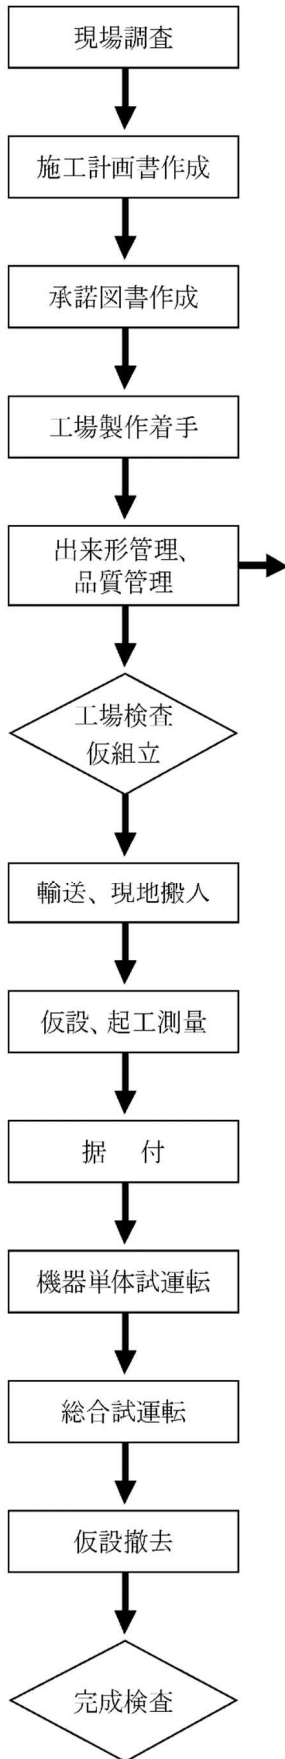 現場調査
施工計画書作成
承諾図書作成
工場製作着手
出来形管理、
品質管理
工場検査
仮組立
輸送、現地搬人
仮設、起工測量
据　付
機器単体試運転
総合試運転
仮設撤去
完成検査